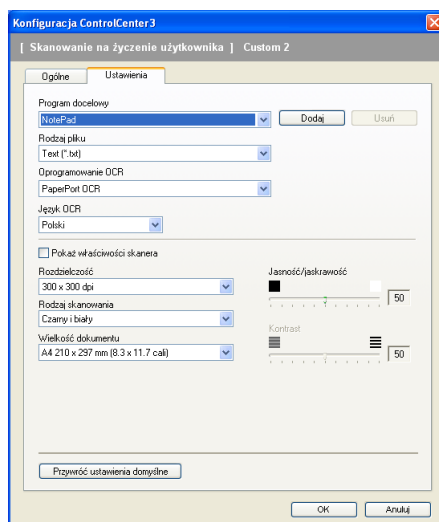 Konfiguracja ControlCenter3
[ Skanowanie na życzenie użytkownika ] Custom 2
Ogólne Ustawienia
Program docelowy
NotePad Dodaj Usuń
Rodzaj pliku
Text (*.txt)
Oprogramowanie OCR
PaperPort OCR
Język OCR
Polski
Pokaż właściwości skanera
Rozdzielczość Jasność/jaskrawość
300 x 300 dpi 50
Rodzaj skanowania
Czarny i biały Kontrast
Wielkość dokumentu
A4 210 x 297 mm (8.3 x 11.7 cali) 50
Przywróć ustawienia domyślne
OK Anuluj